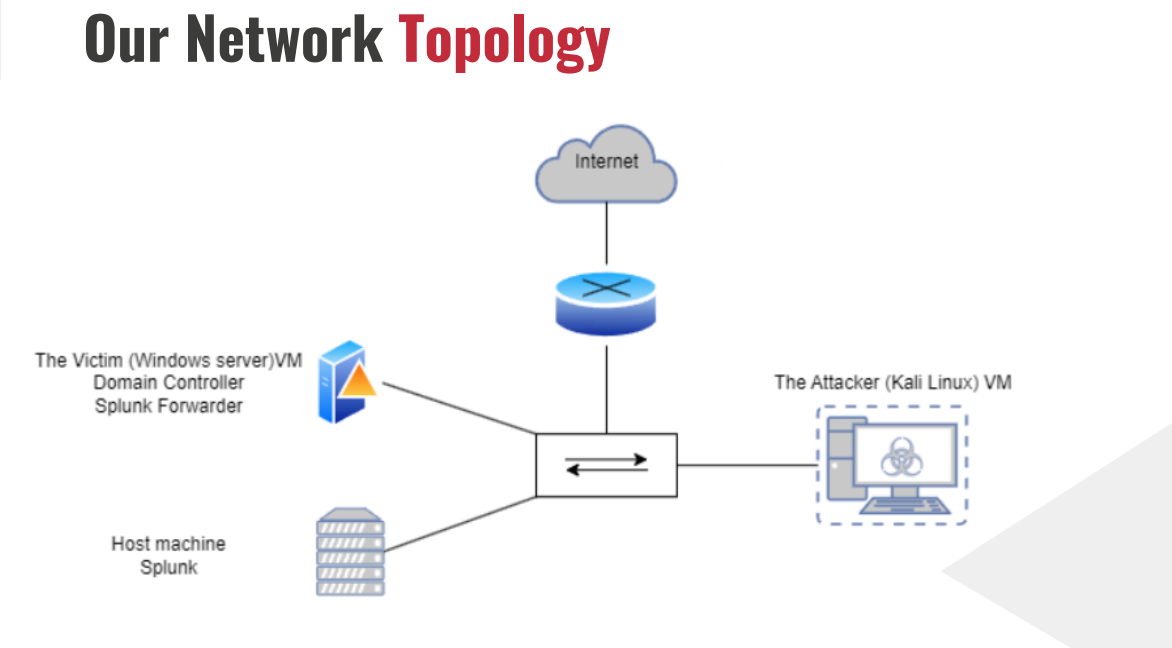 Our Network Topology
Internet
The Victim (Windows server)VM
Domain Controller
Splunk Forwarder
The Attacker (Kali Linux) VM
Host machine
Splunk